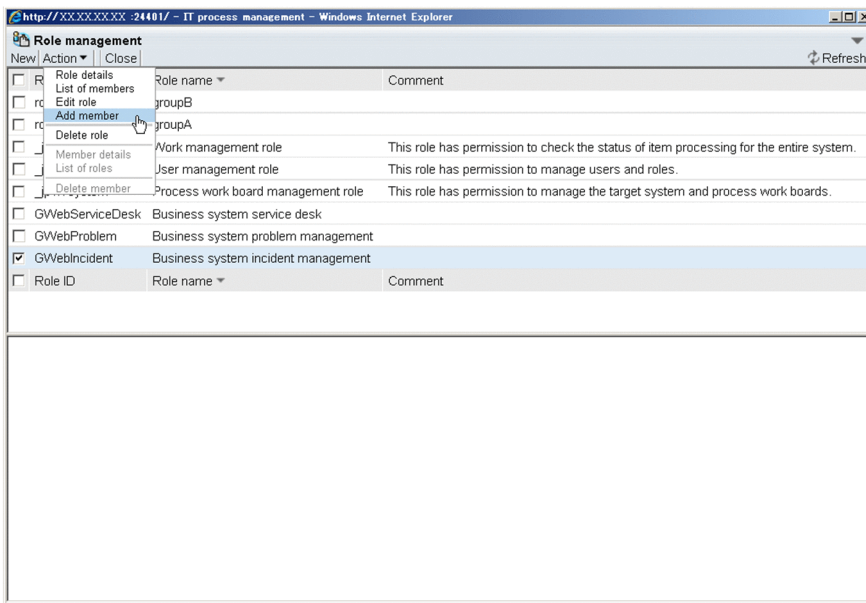 http://XX.XX.XX.XX :24401/ - IT process management - Windows Internet Explorer
Role management
New Action Close Refresh
R Role name Comment
Role details
List of members
Edit role
Add member
Delete role
Member details
List of roles
Delete member
groupB
groupA
Work management role This role has permission to check the status of item processing for the entire system.
User management role This role has permission to manage users and roles.
Process work board management role This role has permission to manage the target system and process work boards.
GWebServiceDesk Business system service desk
GWebProblem Business system problem management
GWebIncident Business system incident management
Role ID Role name Comment